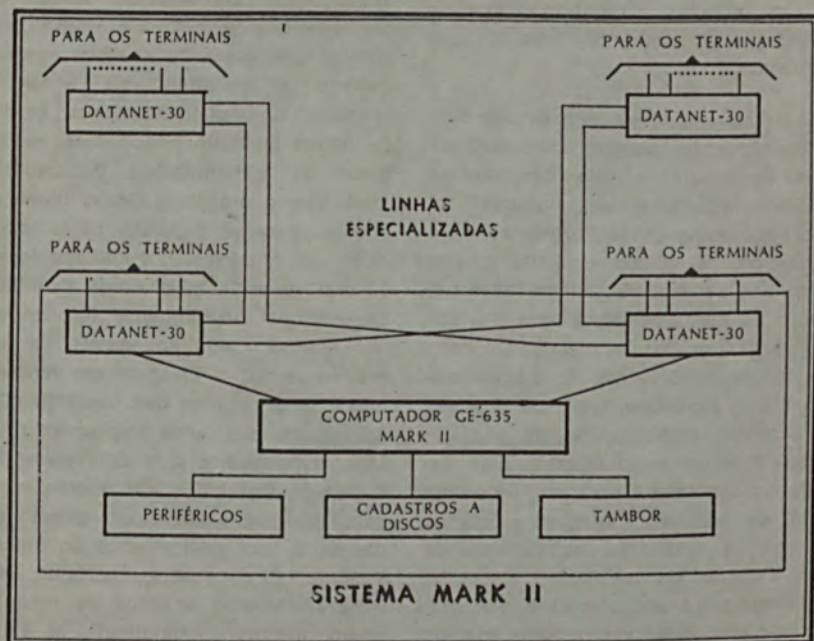 PARA OS TERMINAIS
PARA OS TERMINAIS
DATANET-30
DATANET-30
LINHAS
ESPECIALIZADAS
PARA OS TERMINAIS
PARA OS TERMINAIS
DATANET-30
DATANET-30
COMPUTADOR GE-635
MARK II
PERIFÉRICOS
CADASTROS A
DISCOS
TAMBOR
SISTEMA MARK II